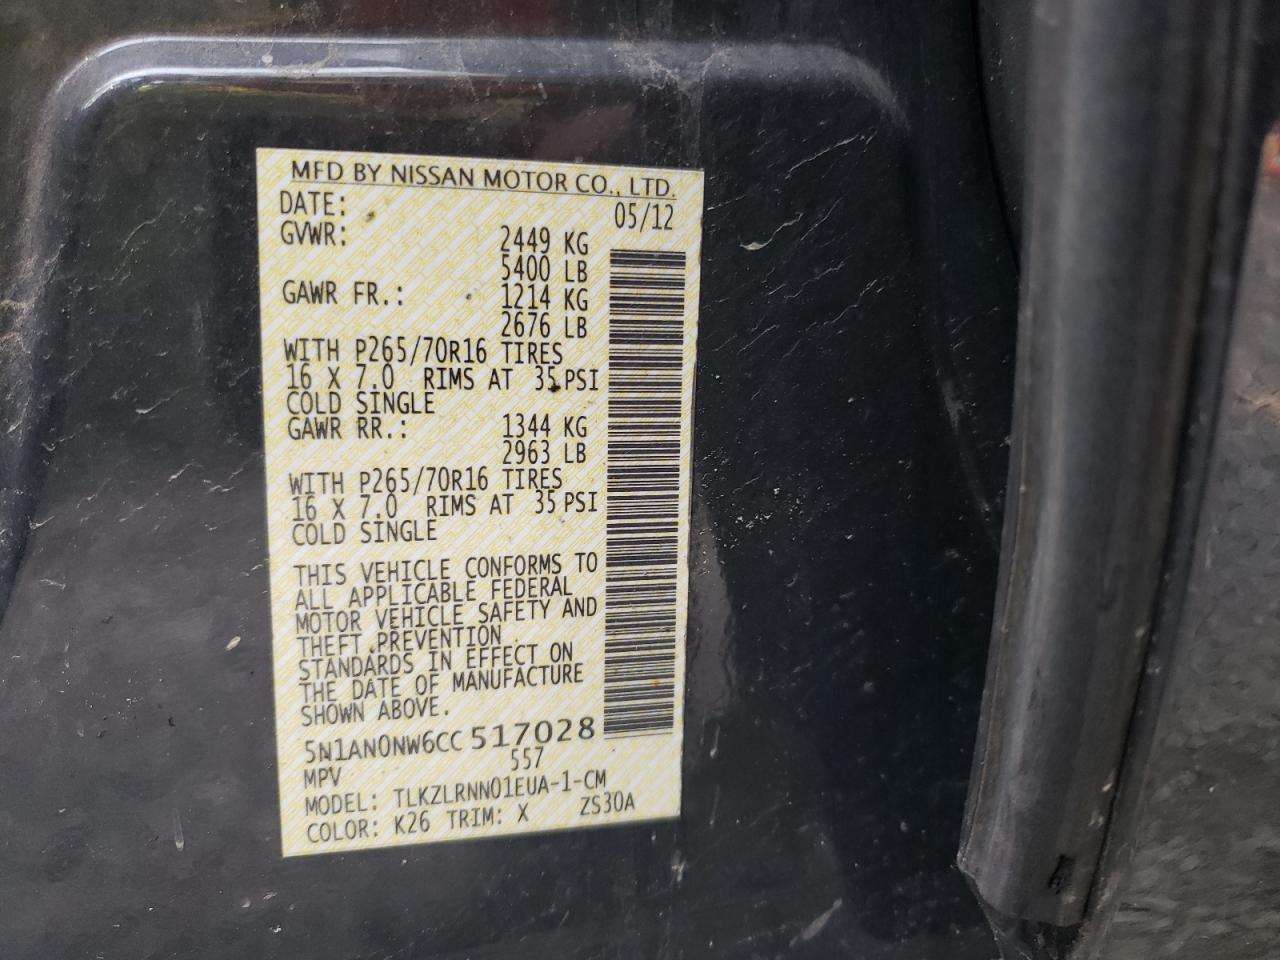 MFD BY NISSAN MOTOR CO., LTD.
DATE: 05/12
GVWR: 2449 KG
5400 LB
GAWR FR.: 1214 KG
2676 LB
WITH P265/70R16 TIRES
16 X 7.0 RIMS AT 35 PSI
COLD SINGLE
GAWR RR.: 1344 KG
2963 LB
WITH P265/70R16 TIRES
16 X 7.0 RIMS AT 35 PSI
COLD SINGLE
THIS VEHICLE CONFORMS TO
ALL APPLICABLE FEDERAL
MOTOR VEHICLE SAFETY AND
THEFT PREVENTION
STANDARDS IN EFFECT ON
THE DATE OF MANUFACTURE
SHOWN ABOVE.
5N1AN0NW6CC517028
MPV 557
MODEL: TLKZLRNN01EUA-1-CM
COLOR: K26 TRIM: X ZS30A